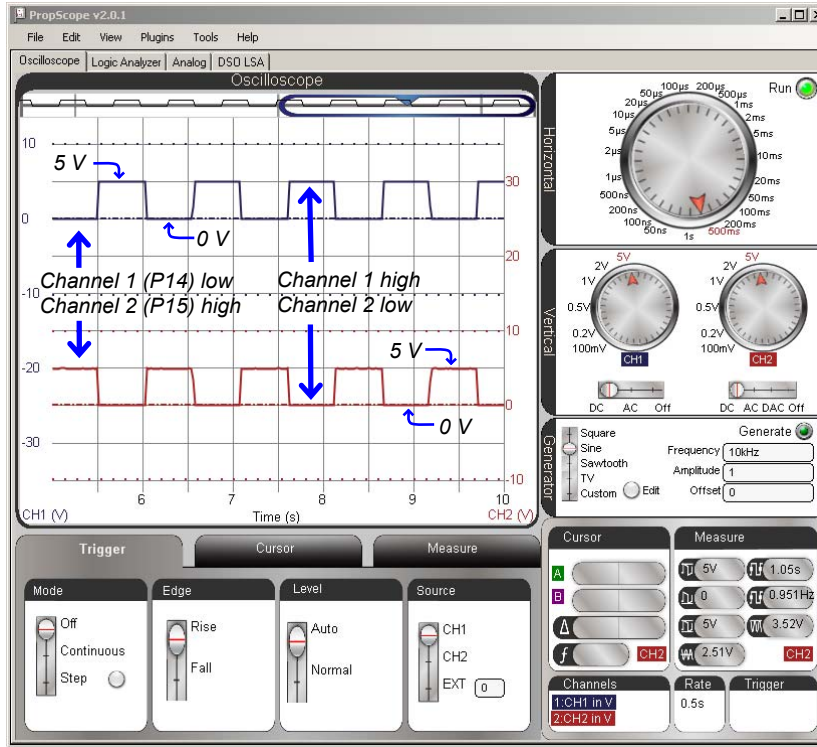 PropScope v2.0.1
File Edit View Plugins Tools Help
Oscilloscope Logic Analyzer Analog DSO LSA
Oscilloscope
10
0
-10
-20
-30
30
20
10
0
-10
5 V
0 V
Channel 1 (P14) low
Channel 2 (P15) high
Channel 1 high
Channel 2 low
5 V
0 V
6 7 8 9 10
CH1 (V) Time (s) CH2 (V)
Horizontal
Run
50ns
100ns
200ns
500ns
1µs
2µs
5µs
10µs
20µs
50µs
100µs
200µs
500µs
1ms
2ms
5ms
10ms
20ms
50ms
100ms
200ms
500ms
1s
Vertical
5V
2V
1V
0.5V
0.2V
100mV
CH1
DC AC Off
5V
2V
1V
0.5V
0.2V
100mV
CH2
DC AC DAC Off
Generator
Square
Sine
Sawtooth
TV
Custom Edit
Generate
Frequency 10kHz
Amplitude 1
Offset 0
Trigger Cursor Measure
Mode
Off
Continuous
Step
Edge
Rise
Fall
Level
Auto
Normal
Source
CH1
CH2
EXT 0
Cursor
A
B
Δ
f CH2
Measure
5V 1.05s
0 0.951Hz
5V 3.52V
2.51V CH2
Channels
1:CH1 in V
2:CH2 in V
Rate
0.5s
Trigger